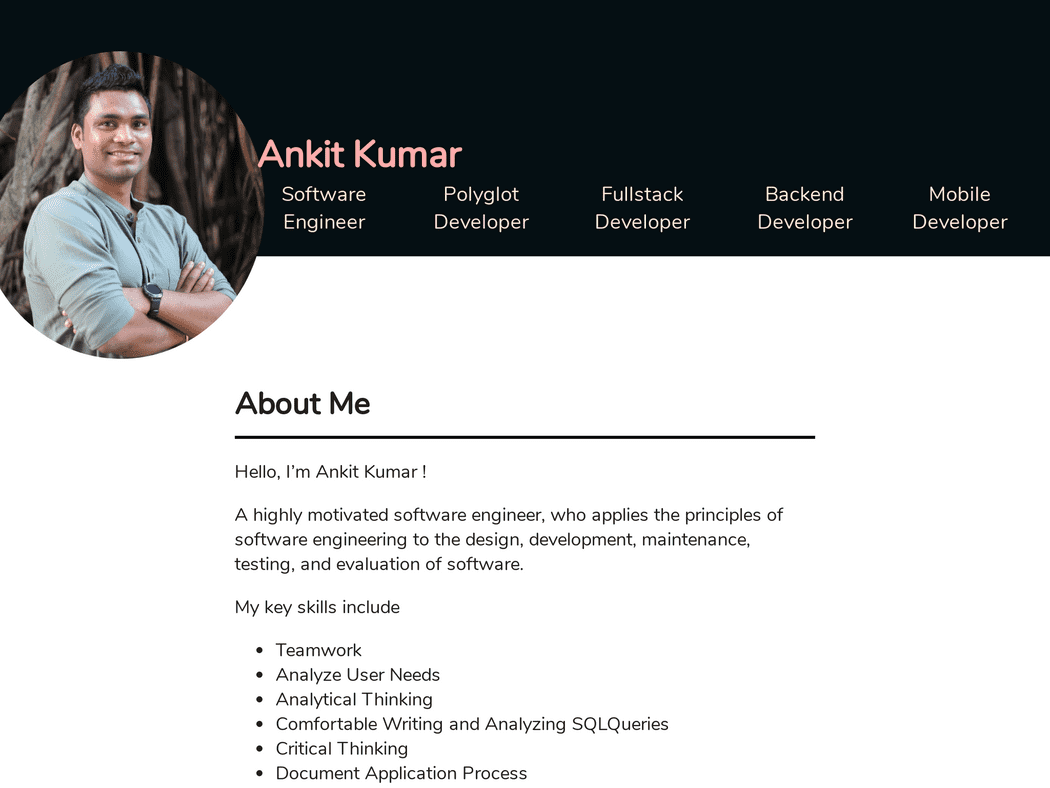 Ankit Kumar
Software Engineer
Polyglot Developer
Fullstack Developer
Backend Developer
Mobile Developer
About Me
Hello, I’m Ankit Kumar !
A highly motivated software engineer, who applies the principles of
software engineering to the design, development, maintenance,
testing, and evaluation of software.
My key skills include
• Teamwork
• Analyze User Needs
• Analytical Thinking
• Comfortable Writing and Analyzing SQLQueries
• Critical Thinking
• Document Application Process